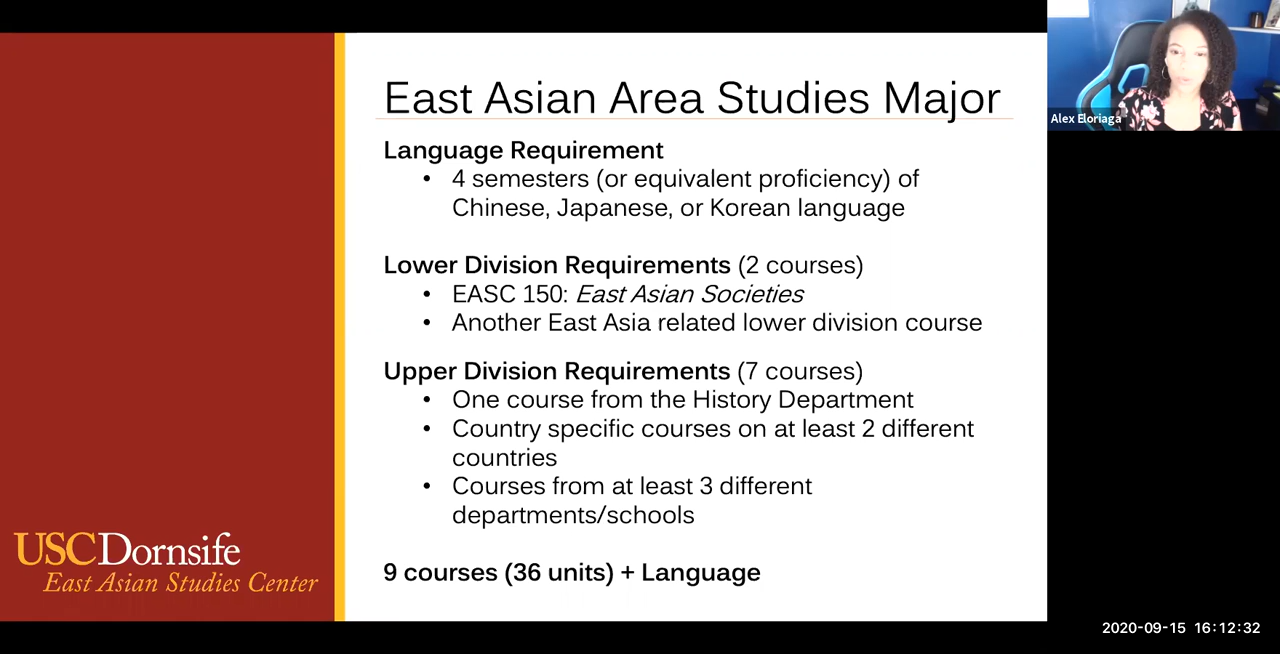 East Asian Area Studies Major
Language Requirement
• 4 semesters (or equivalent proficiency) of
Chinese, Japanese, or Korean language
Lower Division Requirements (2 courses)
• EASC 150: East Asian Societies
• Another East Asia related lower division course
Upper Division Requirements (7 courses)
• One course from the History Department
• Country specific courses on at least 2 different
countries
• Courses from at least 3 different
departments/schools
9 courses (36 units) + Language
USCDornsife
East Asian Studies Center
Alex Eloriaga
2020-09-15 16:12:32